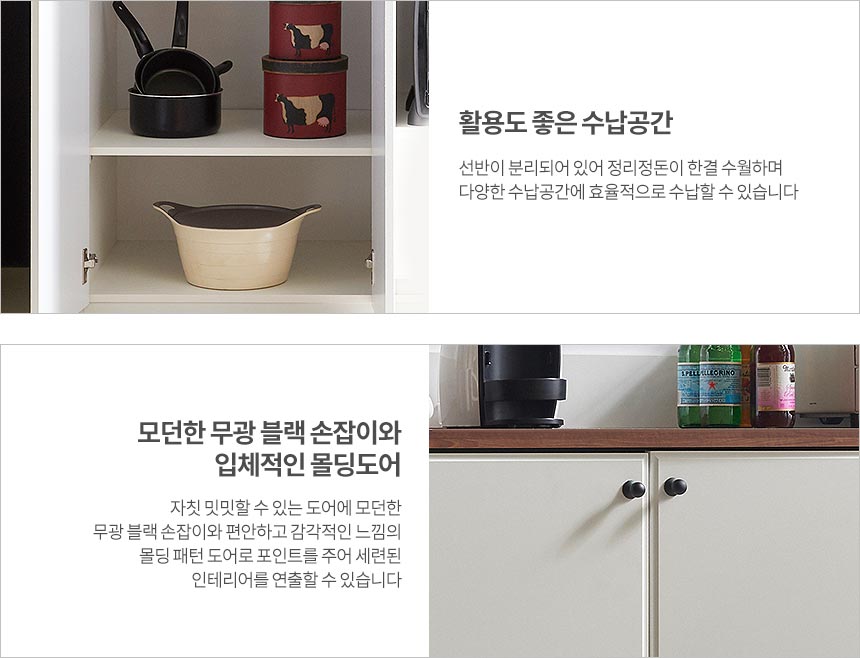 활용도 좋은 수납공간
선반이 분리되어 있어 정리정돈이 한결 수월하며
다양한 수납공간에 효율적으로 수납할 수 있습니다
모던한 무광 블랙 손잡이와
입체적인 몰딩도어
자칫 밋밋할 수 있는 도어에 모던한
무광 블랙 손잡이와 편안하고 감각적인 느낌의
몰딩 패턴 도어로 포인트를 주어 세련된
인테리어를 연출할 수 있습니다
S.PELLEGRINO